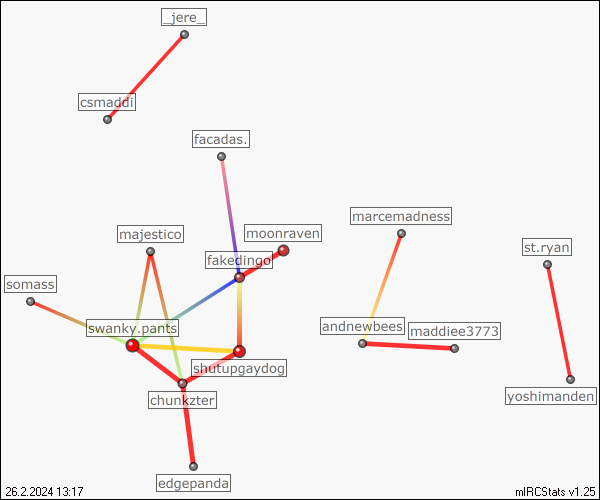 _jere_
csmaddi
facadas.
marcemadness
moonraven
majestico
st.ryan
fakedingo
somass
swanky.pants
andnewbees
maddiee3773
shutupgaydog
chunkzter
yoshimanden
edgepanda
26.2.2024 13:17
mIRCStats v1.25